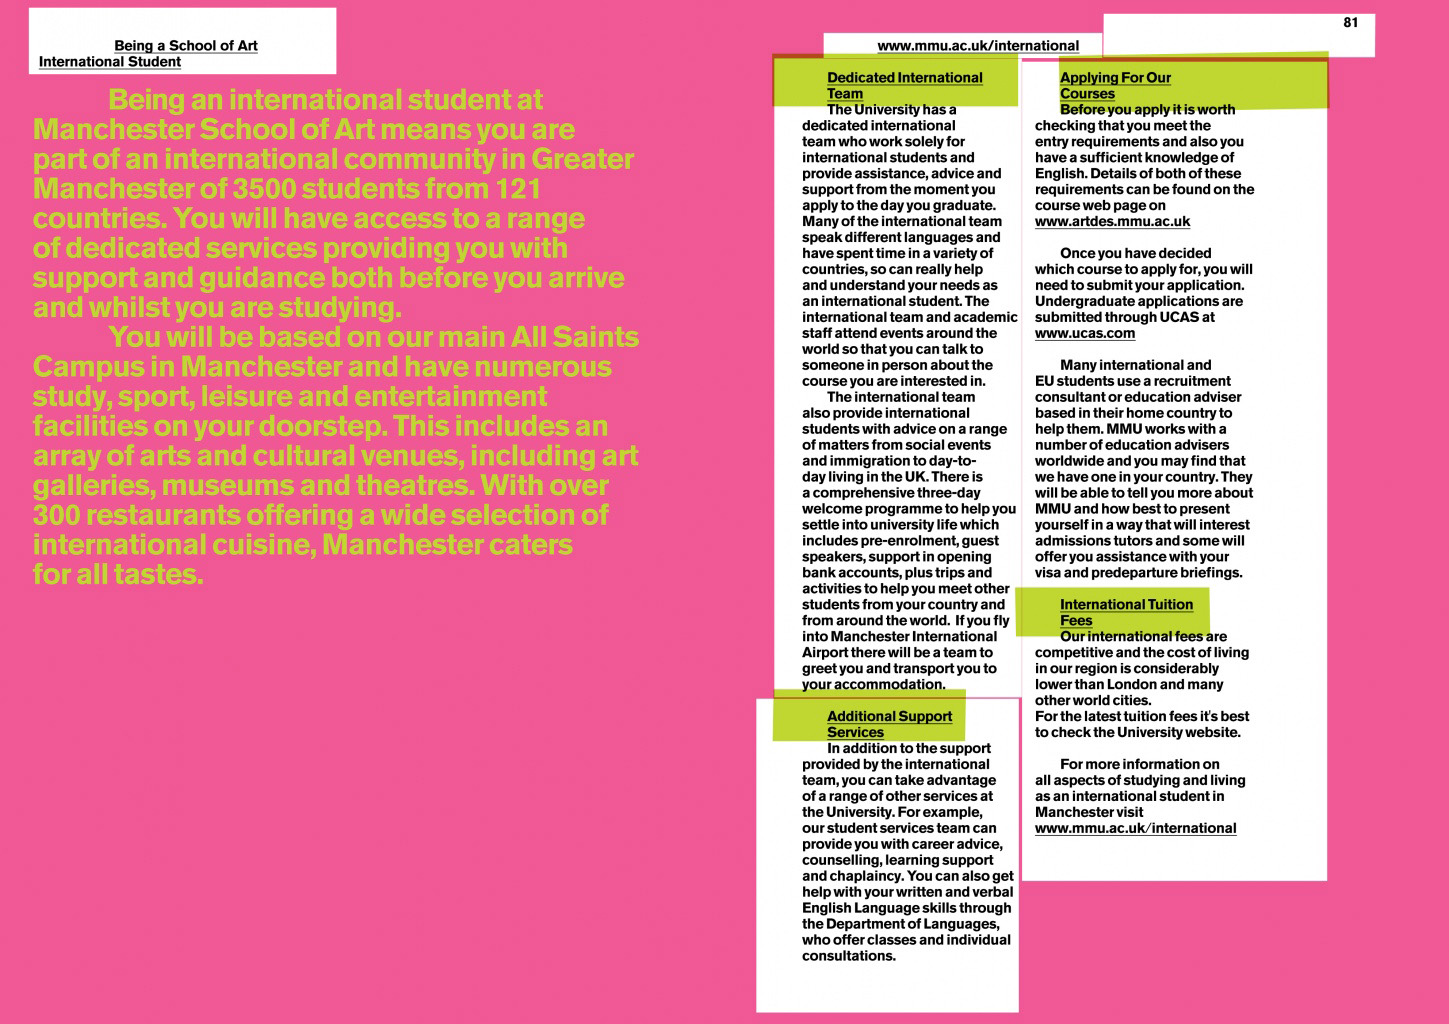 Being a School of Art
International Student
Being an international student at
Manchester School of Art means you are
part of an international community in Greater
Manchester of 3500 students from 121
countries. You will have access to a range
of dedicated services providing you with
support and guidance both before you arrive
and whilst you are studying.
You will be based on our main All Saints
Campus in Manchester and have numerous
study, sport, leisure and entertainment
facilities on your doorstep. This includes an
array of arts and cultural venues, including art
galleries, museums and theatres. With over
300 restaurants offering a wide selection of
international cuisine, Manchester caters
for all tastes.
81
www.mmu.ac.uk/international
Dedicated International
Team
The University has a
dedicated international
team who work solely for
international students and
provide assistance, advice and
support from the moment you
apply to the day you graduate.
Many of the international team
speak different languages and
have spent time in a variety of
countries, so can really help
and understand your needs as
an international student. The
international team and academic
staff attend events around the
world so that you can talk to
someone in person about the
course you are interested in.
The international team
also provide international
students with advice on a range
of matters from social events
and immigration to day-to-
day living in the UK. There is
a comprehensive three-day
welcome programme to help you
settle into university life which
includes pre-enrolment, guest
speakers, support in opening
bank accounts, plus trips and
activities to help you meet other
students from your country and
from around the world. If you fly
into Manchester International
Airport there will be a team to
greet you and transport you to
your accommodation.
Additional Support
Services
In addition to the support
provided by the international
team, you can take advantage
of a range of other services at
the University. For example,
our student services team can
provide you with career advice,
counselling, learning support
and chaplaincy. You can also get
help with your written and verbal
English Language skills through
the Department of Languages,
who offer classes and individual
consultations.
Applying For Our
Courses
Before you apply it is worth
checking that you meet the
entry requirements and also you
have a sufficient knowledge of
English. Details of both of these
requirements can be found on the
course web page on
www.artdes.mmu.ac.uk
Once you have decided
which course to apply for, you will
need to submit your application.
Undergraduate applications are
submitted through UCAS at
www.ucas.com
Many international and
EU students use a recruitment
consultant or education adviser
based in their home country to
help them. MMU works with a
number of education advisers
worldwide and you may find that
we have one in your country. They
will be able to tell you more about
MMU and how best to present
yourself in a way that will interest
admissions tutors and some will
offer you assistance with your
visa and predeparture briefings.
International Tuition
Fees
Our international fees are
competitive and the cost of living
in our region is considerably
lower than London and many
other world cities.
For the latest tuition fees it's best
to check the University website.
For more information on
all aspects of studying and living
as an international student in
Manchester visit
www.mmu.ac.uk/international